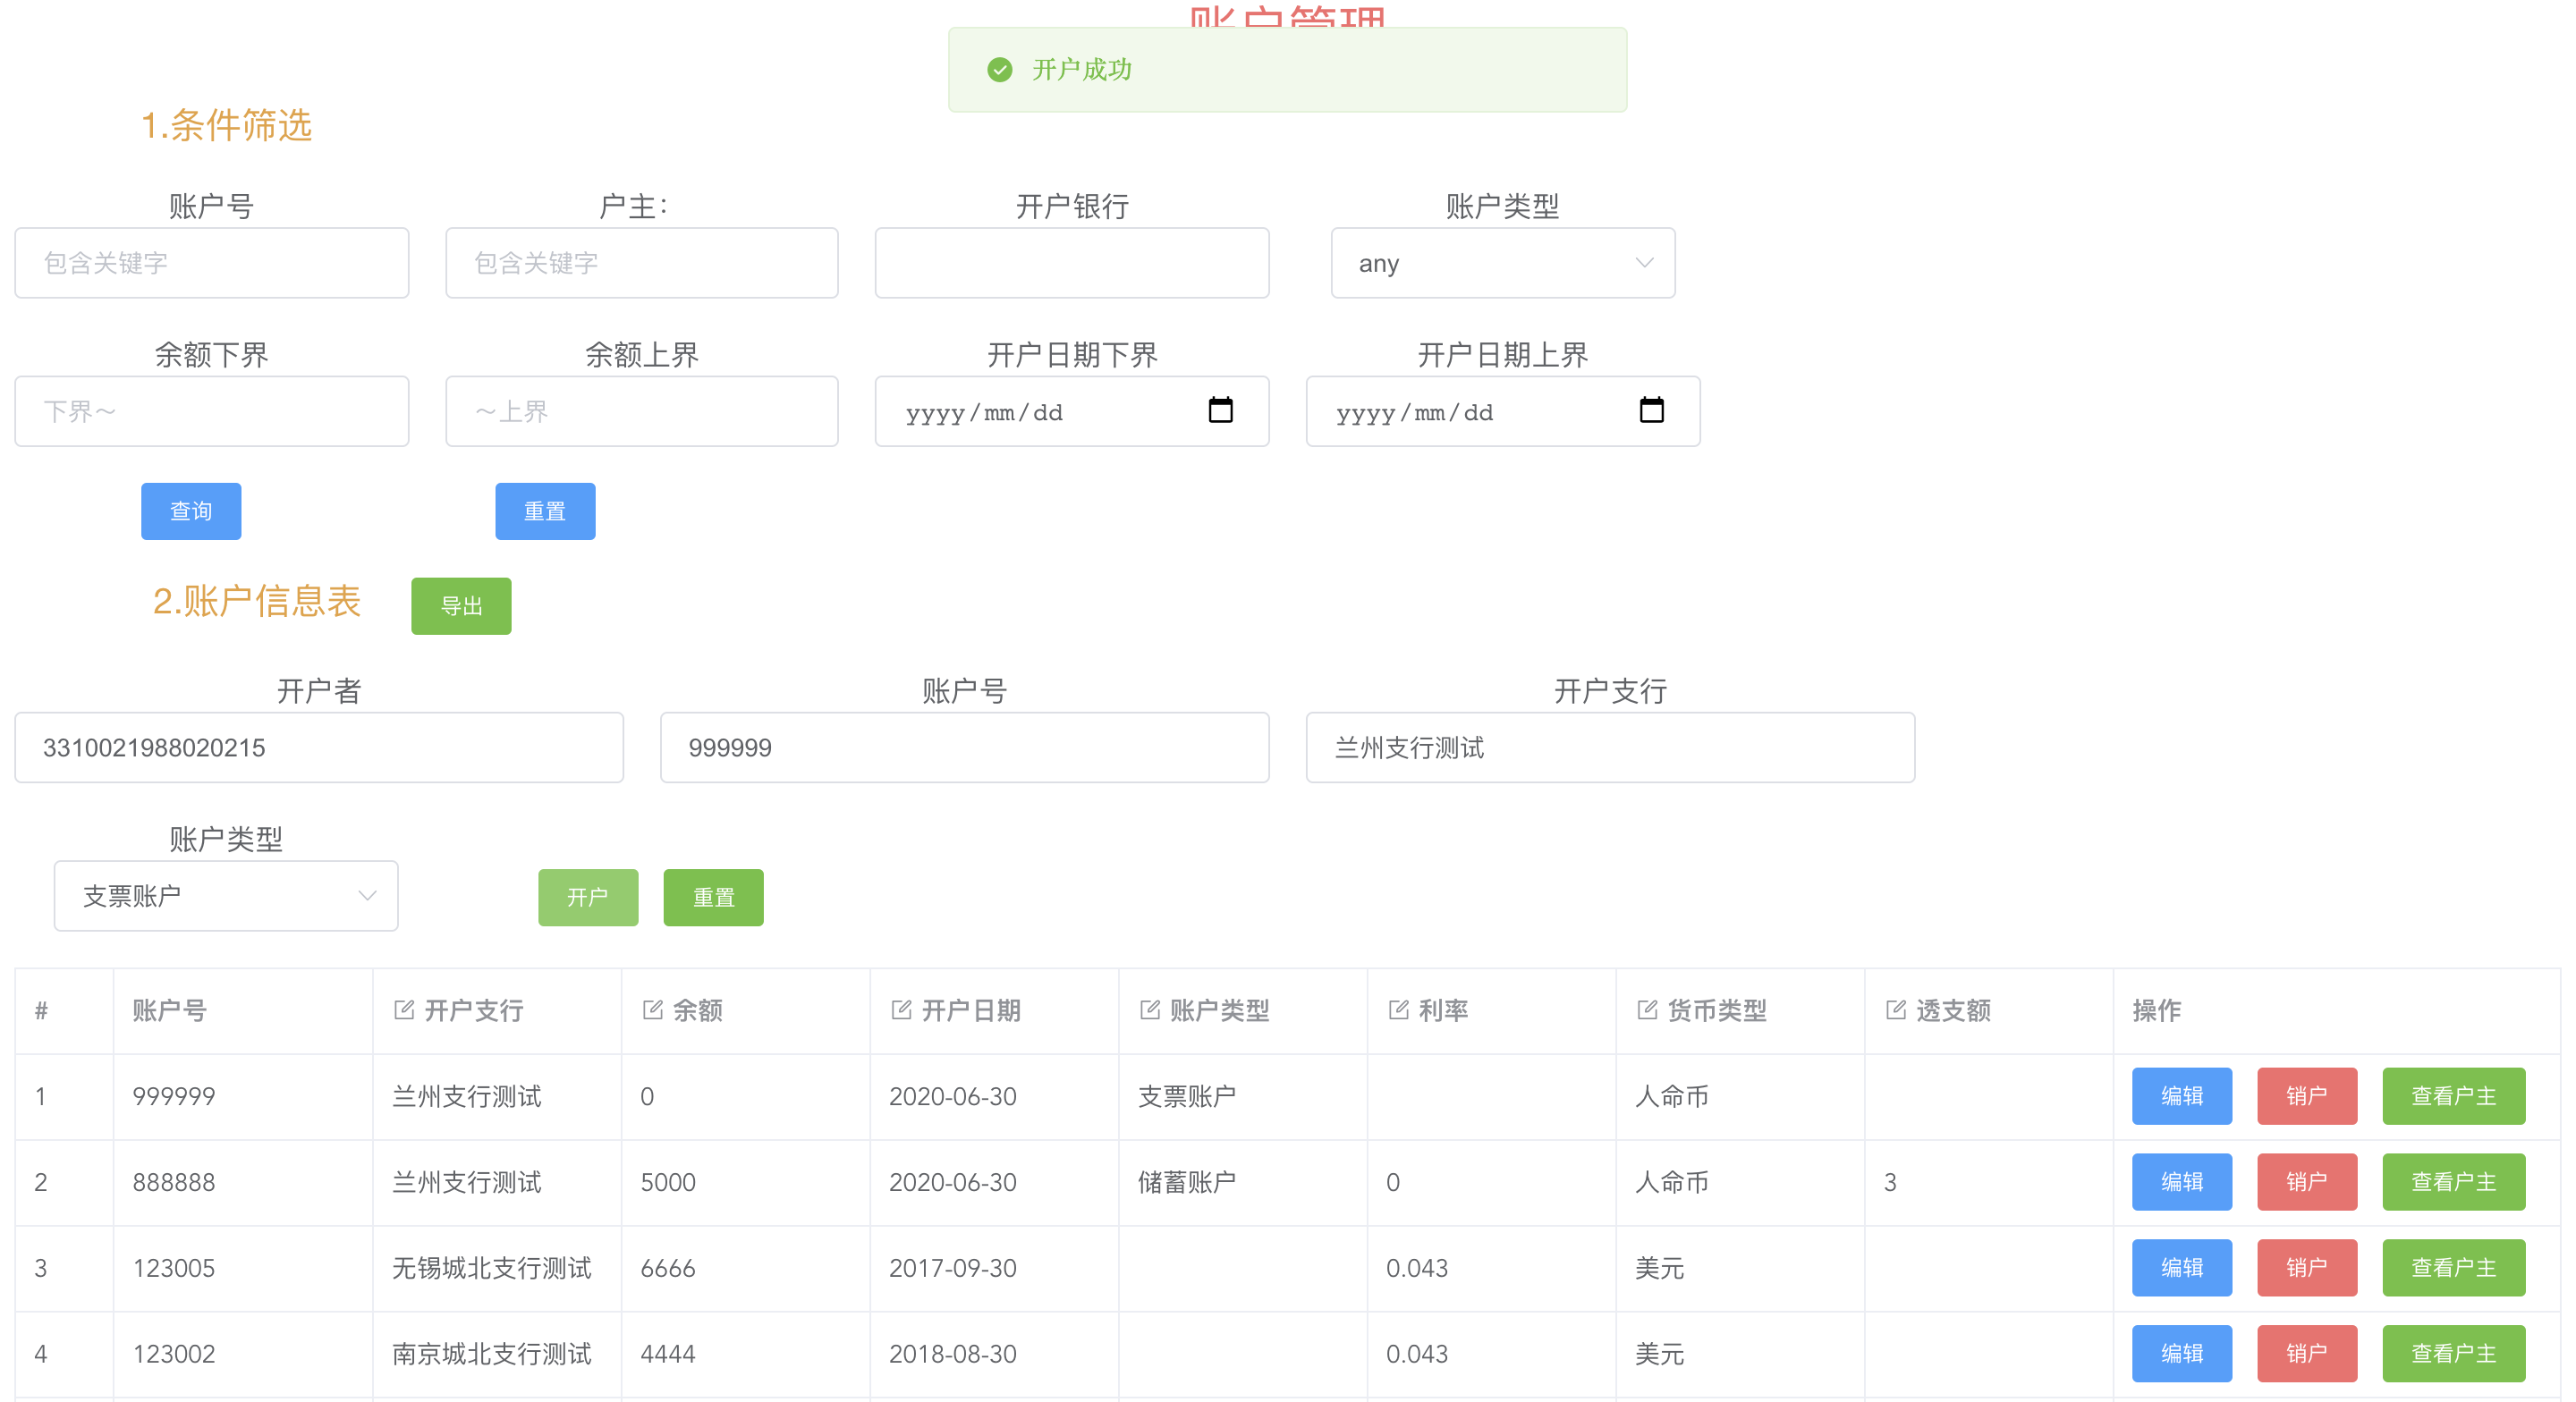 账户管理
开户成功
1.条件筛选
账户号 户主: 开户银行 账户类型
包含关键字 包含关键字 any
余额下界 余额上界 开户日期下界 开户日期上界
下界~ ~上界 yyyy/mm/dd yyyy/mm/dd
查询 重置
2.账户信息表 导出
开户者 账户号 开户支行
3310021988020215 999999 兰州支行测试
账户类型
支票账户 开户 重置
# 账户号 开户支行 余额 开户日期 账户类型 利率 货币类型 透支额 操作
1 999999 兰州支行测试 0 2020-06-30 支票账户 人命币 编辑 销户 查看户主
2 888888 兰州支行测试 5000 2020-06-30 储蓄账户 0 人命币 3 编辑 销户 查看户主
3 123005 无锡城北支行测试 6666 2017-09-30 0.043 美元 编辑 销户 查看户主
4 123002 南京城北支行测试 4444 2018-08-30 0.043 美元 编辑 销户 查看户主